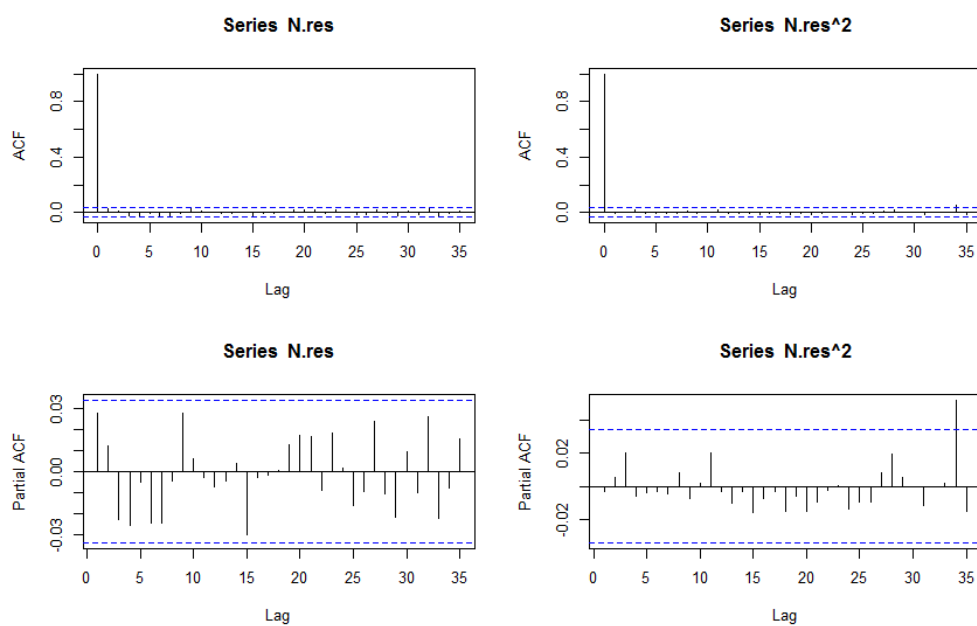 Series N.res
ACF
0.0 0.4 0.8
0 5 10 15 20 25 30 35
Lag
Series N.res^2
ACF
0.0 0.4 0.8
0 5 10 15 20 25 30 35
Lag
Series N.res
Partial ACF
-0.03 0.00 0.03
0 5 10 15 20 25 30 35
Lag
Series N.res^2
Partial ACF
-0.02 0.02
0 5 10 15 20 25 30 35
Lag